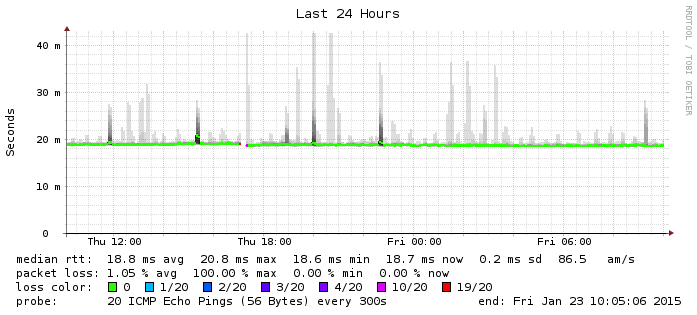 Last 24 Hours
RRDTOOL / TOBI OETIKER
Seconds
40 m
30 m
20 m
10 m
0
Thu 12:00 Thu 18:00 Fri 00:00 Fri 06:00
median rtt: 18.8 ms avg 20.8 ms max 18.6 ms min 18.7 ms now 0.2 ms sd 86.5 am/s
packet loss: 1.05 % avg 100.00 % max 0.00 % min 0.00 % now
loss color: 0 1/20 2/20 3/20 4/20 10/20 19/20
probe: 20 ICMP Echo Pings (56 Bytes) every 300s end: Fri Jan 23 10:05:06 2015